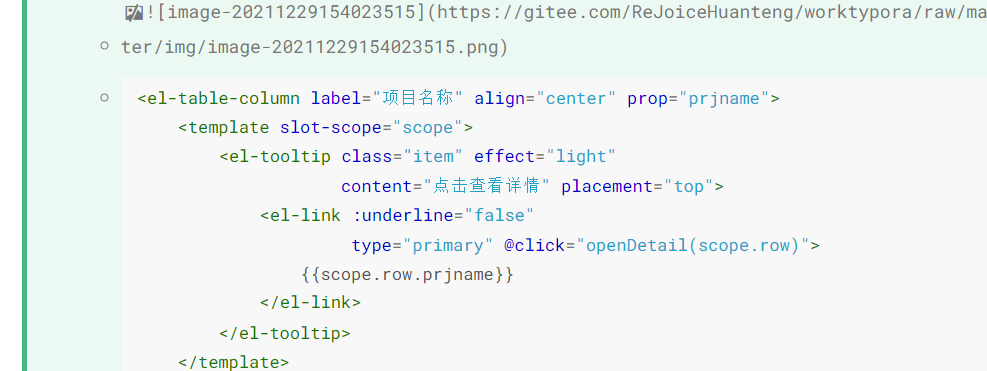 ![image-20211229154023515](https://gitee.com/ReJoiceHuanteng/worktypora/raw/ma
ter/img/image-20211229154023515.png)
<el-table-column label="项目名称" align="center" prop="prjname">
<template slot-scope="scope">
<el-tooltip class="item" effect="light"
content="点击查看详情" placement="top">
<el-link :underline="false"
type="primary" @click="openDetail(scope.row)">
{{scope.row.prjname}}
</el-link>
</el-tooltip>
</template>